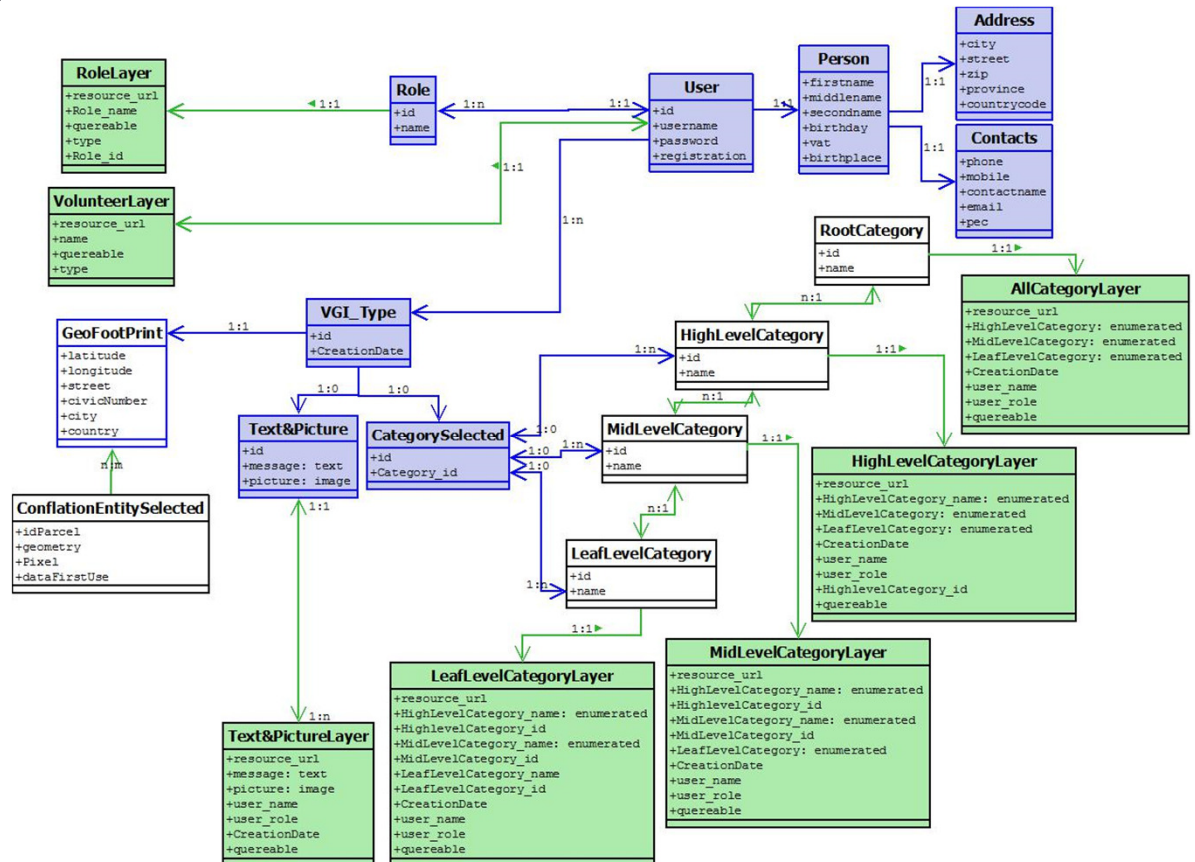 RoleLayer
+resource_url
+Role_name
+quereable
+type
+Role_id
◄1:1
Role
+id
+name
1:n
1:1
User
+id
+username
+password
+registration
1:1
Person
+firstname
+middlename
+secondname
+birthday
+vat
+birthplace
1:1
Address
+city
+street
+zip
+province
+countrycode
1:1
Contacts
+phone
+mobile
+contactname
+email
+pec
VolunteerLayer
+resource_url
+name
+quereable
+type
◄1:1
1:n
RootCategory
+id
+name
1:1►
AllCategoryLayer
+resource_url
+HighLevelCategory: enumerated
+MidLevelCategory: enumerated
+LeafLevelCategory: enumerated
+CreationDate
+user_name
+user_role
+quereable
n:1
GeoFootPrint
+latitude
+longitude
+street
+civicNumber
+city
+country
1:1
VGI_Type
+id
+CreationDate
1:0
1:0
HighLevelCategory
+id
+name
1:n
1:1►
n:1
Text&Picture
+id
+message: text
+picture: image
CategorySelected
+id
+Category_id
1:0
1:0
1:0
1:n
MidLevelCategory
+id
+name
1:1►
HighLevelCategoryLayer
+resource_url
+HighLevelCategory_name: enumerated
+MidLevelCategory: enumerated
+LeafLevelCategory: enumerated
+CreationDate
+user_name
+user_role
+HighlevelCategory_id
+quereable
n:m
ConflationEntitySelected
+idParcel
+geometry
+Pixel
+dataFirstUse
1:1
n:1
LeafLevelCategory
+id
+name
1:n
1:1►
MidLevelCategoryLayer
+resource_url
+HighLevelCategory_name: enumerated
+HighlevelCategory_id
+MidLevelCategory_name: enumerated
+MidLevelCategory_id
+LeafLevelCategory: enumerated
+CreationDate
+user_name
+user_role
+quereable
LeafLevelCategoryLayer
+resource_url
+HighLevelCategory_name: enumerated
+HighlevelCategory_id
+MidLevelCategory_name: enumerated
+MidLevelCategory_id
+LeafLevelCategory_name
+LeafLevelCategory_id
+CreationDate
+user_name
+user_role
+quereable
1:n
Text&PictureLayer
+resource_url
+message: text
+picture: image
+user_name
+user_role
+CreationDate
+quereable